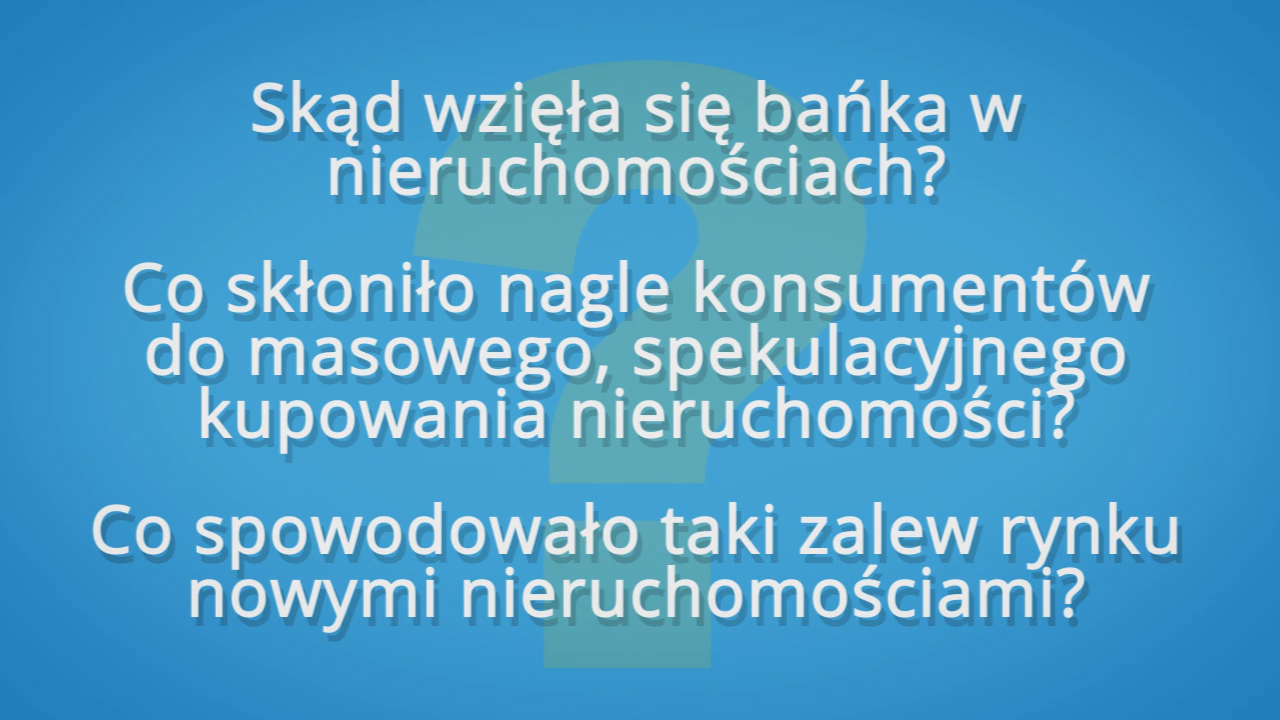 Skąd wzięła się bańka w
nieruchomościach?
Co skłoniło nagle konsumentów
do masowego, spekulacyjnego
kupowania nieruchomości?
Co spowodowało taki zalew rynku
nowymi nieruchomościami?